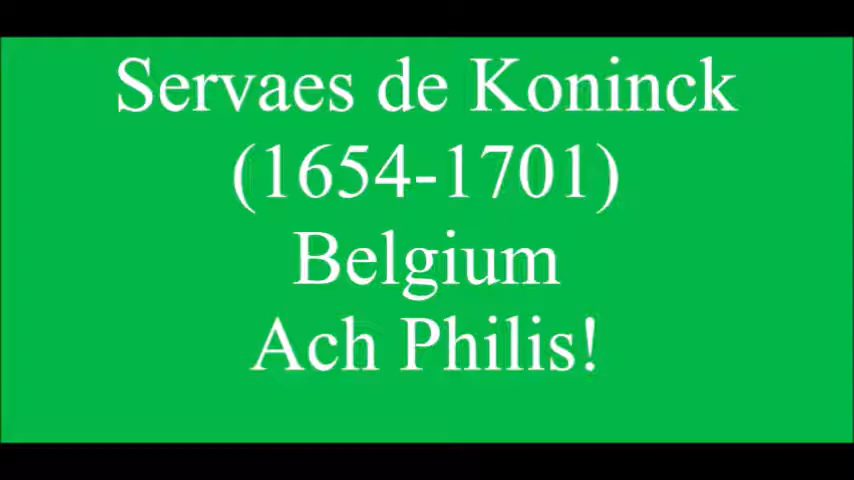 Servaes de Koninck
(1654-1701)
Belgium
Ach Philis!